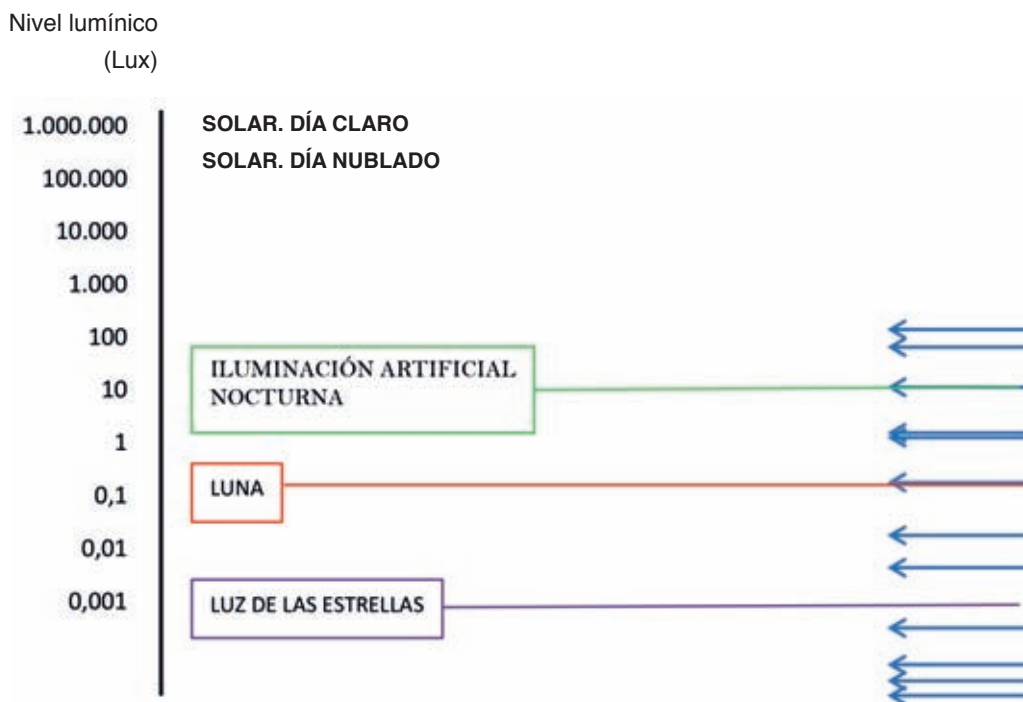 Nivel lumínico
(Lux)
1.000.000
SOLAR. DÍA CLARO
SOLAR. DÍA NUBLADO
100.000
10.000
1.000
100
ILUMINACIÓN ARTIFICIAL
NOCTURNA
10
1
LUNA
0,1
0,01
0,001
LUZ DE LAS ESTRELLAS